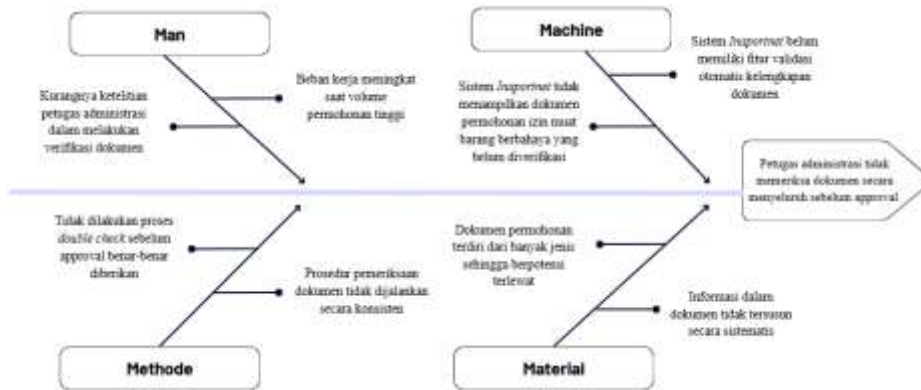 Man
Machine
Beban kerja meningkat
saat volume
permohonan tinggi
Kurangnya ketelitian
petugas administrasi
dalam melakukan
verifikasi dokumen
Sistem Inaportnet belum
memiliki fitur validasi
otomatis kelengkapan
dokumen
Sistem Inaportnet tidak
menampilkan dokumen
permohonan izin muat
barang berbahaya yang
belum diverifikasi
Petugas administrasi tidak
memeriksa dokumen secara
menyeluruh sebelum approval
Tidak dilakukan proses
double check sebelum
approval benar-benar
diberikan
Prosedur pemeriksaan
dokumen tidak dijalankan
secara konsisten
Dokumen permohonan
terdiri dari banyak jenis
sehingga berpotensi
terlewat
Informasi dalam
dokumen tidak tersusun
secara sistematis
Methode
Material